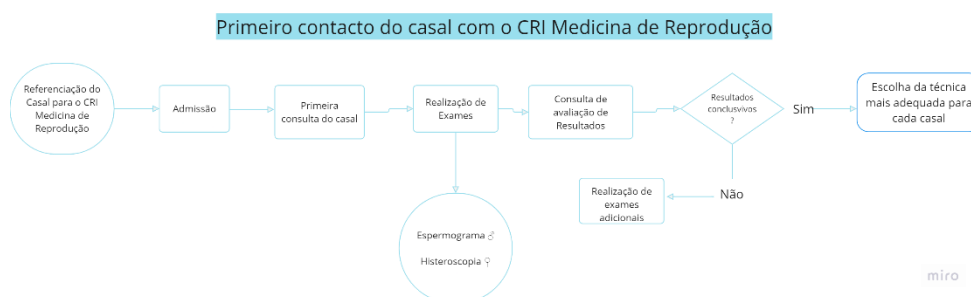 Primeiro contacto do casal com o CRI Medicina de Reprodução
Referenciação do
Casal para o CRI
Medicina de
Reprodução
Admissão
Primeira
consulta do casal
Realização de
Exames
Consulta de
avaliação de
Resultados
Resultados
conclusvivos
?
Sim
Escolha da técnica
mais adequada para
cada casal
Não
Realização de
exames
adicionais
Espermograma ♂
Histeroscopia ♀
miro